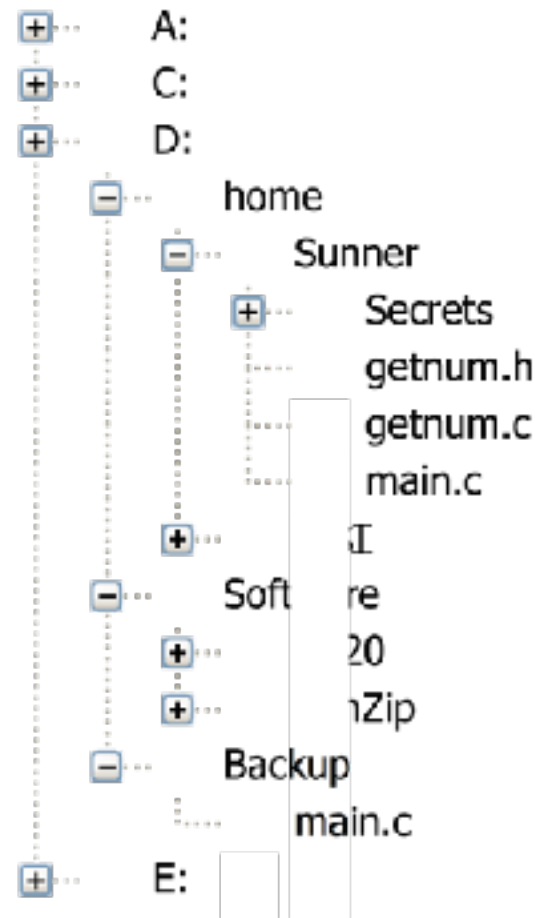 A:
C:
D:
home
Sunner
Secrets
getnum.h
getnum.c
main.c
Backup
main.c
E: